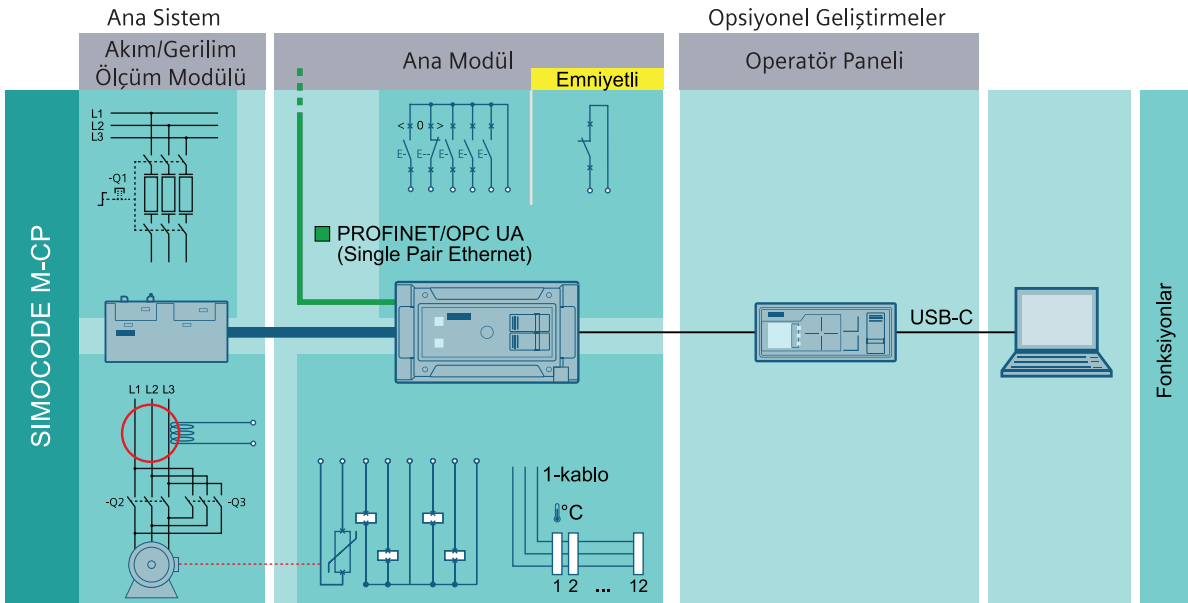 Ana Sistem
Opsiyonel Geliştirmeler
Akım/Gerilim
Ölçüm Modülü
Ana Modül
Emniyetli
Operatör Paneli
L1
L2
L3
-Q1
< 0 >
E- E-- E- E- E-
PROFINET/OPC UA
(Single Pair Ethernet)
SIMOCODE M-CP
USB-C
Fonksiyonlar
L1 L2 L3
-Q2
-Q3
1-kablo
°C
1 2 ... 12